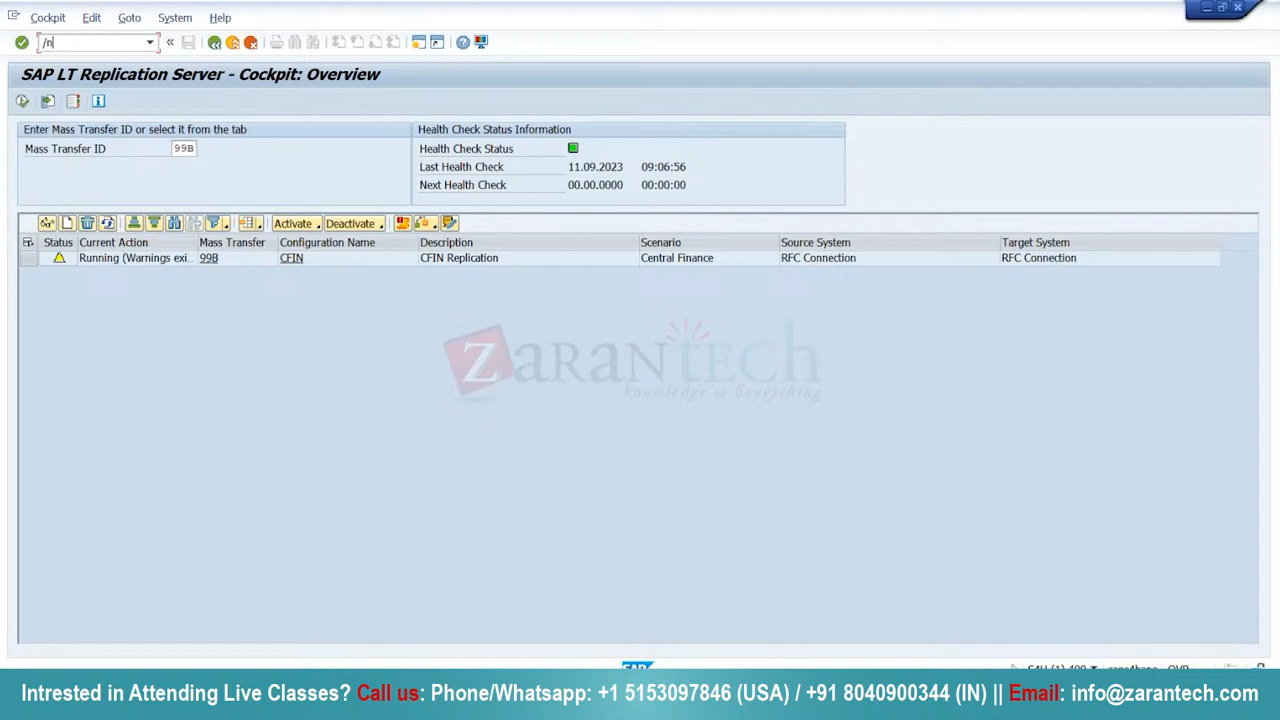 Cockpit Edit Goto System Help
/n
SAP LT Replication Server - Cockpit: Overview
Enter Mass Transfer ID or select it from the tab
Health Check Status Information
Mass Transfer ID 99B
Health Check Status
Last Health Check 11.09.2023 09:06:56
Next Health Check 00.00.0000 00:00:00
Activate Deactivate
Status Current Action Mass Transfer Configuration Name Description Scenario Source System Target System
Running (Warnings exi... 99B CFIN CFIN Replication Central Finance RFC Connection RFC Connection
ZARANTECH
knowledge is Everything
SAP
Intrested in Attending Live Classes? Call us: Phone/Whatsapp: +1 5153097846 (USA) / +91 8040900344 (IN) || Email: info@zarantech.com